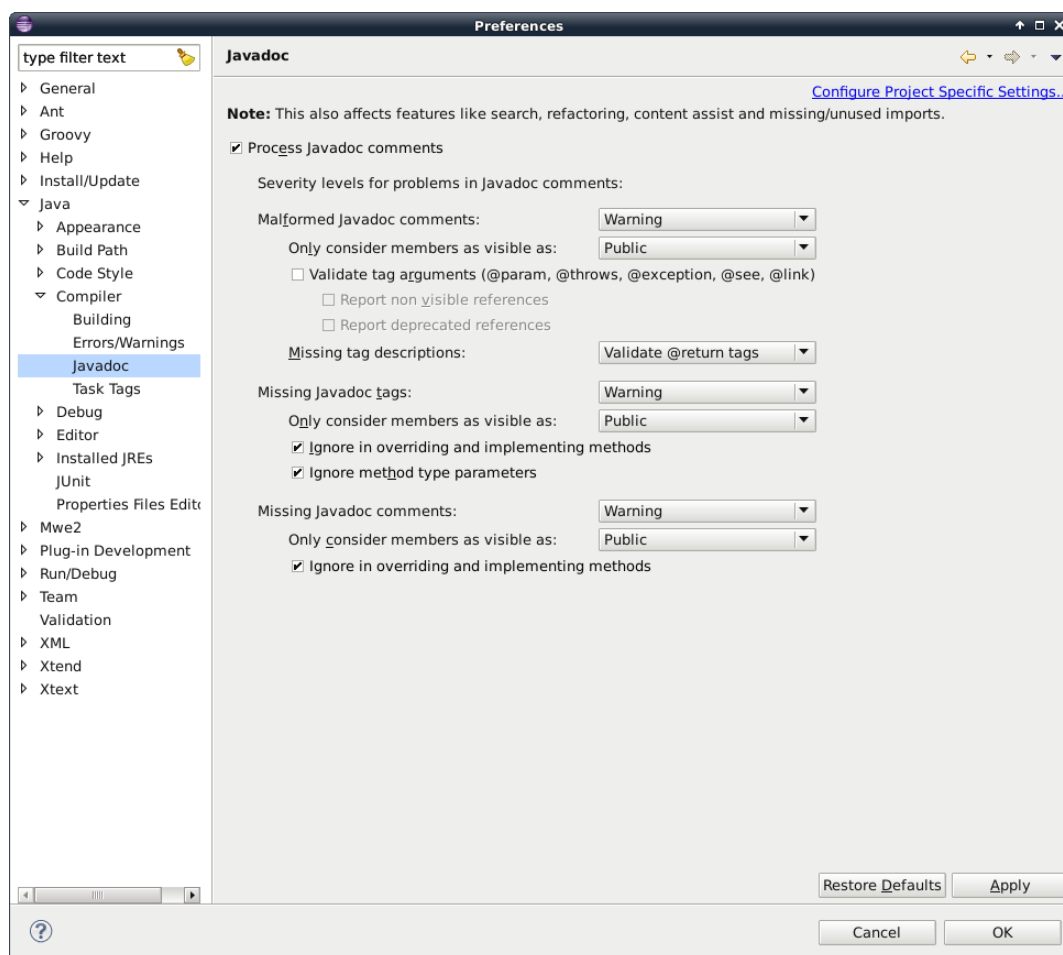 Preferences
type filter text
General
Ant
Groovy
Help
Install/Update
Java
Appearance
Build Path
Code Style
Compiler
Building
Errors/Warnings
Javadoc
Task Tags
Debug
Editor
Installed JREs
JUnit
Properties Files Edito
Mwe2
Plug-in Development
Run/Debug
Team
Validation
XML
Xtend
Xtext
Javadoc
Configure Project Specific Settings..
Note: This also affects features like search, refactoring, content assist and missing/unused imports.
Process Javadoc comments
Severity levels for problems in Javadoc comments:
Malformed Javadoc comments: Warning
Only consider members as visible as: Public
Validate tag arguments (@param, @throws, @exception, @see, @link)
Report non visible references
Report deprecated references
Missing tag descriptions: Validate @return tags
Missing Javadoc tags: Warning
Only consider members as visible as: Public
Ignore in overriding and implementing methods
Ignore method type parameters
Missing Javadoc comments: Warning
Only consider members as visible as: Public
Ignore in overriding and implementing methods
Restore Defaults Apply
? Cancel OK